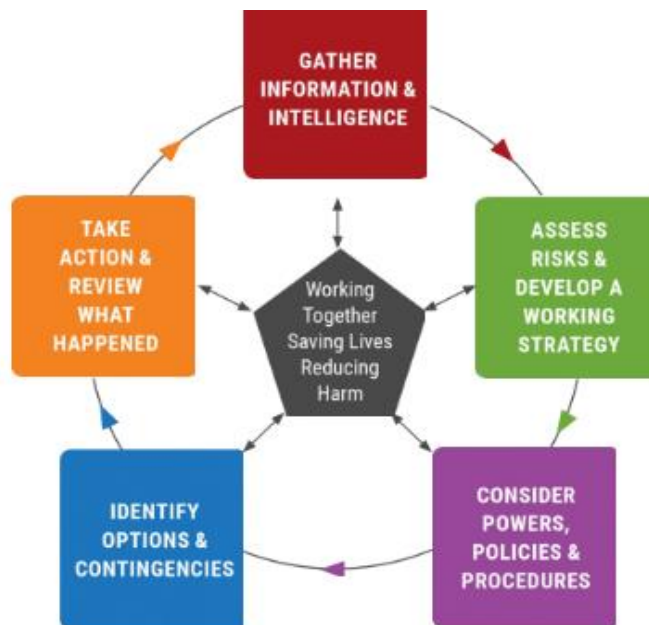 GATHER
INFORMATION &
INTELLIGENCE
ASSESS
RISKS &
DEVELOP A
WORKING
STRATEGY
CONSIDER
POWERS,
POLICIES &
PROCEDURES
IDENTIFY
OPTIONS &
CONTINGENCIES
TAKE
ACTION &
REVIEW
WHAT
HAPPENED
Working
Together
Saving Lives
Reducing
Harm